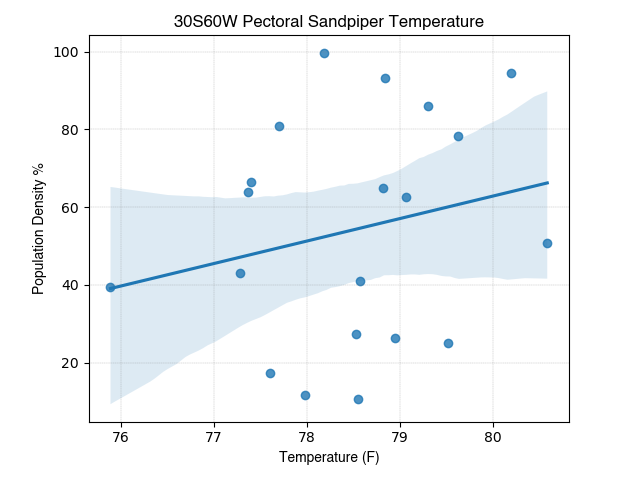 30S60W Pectoral Sandpiper Temperature
100
80
60
40
20
Population Density %
76 77 78 79 80
Temperature (F)